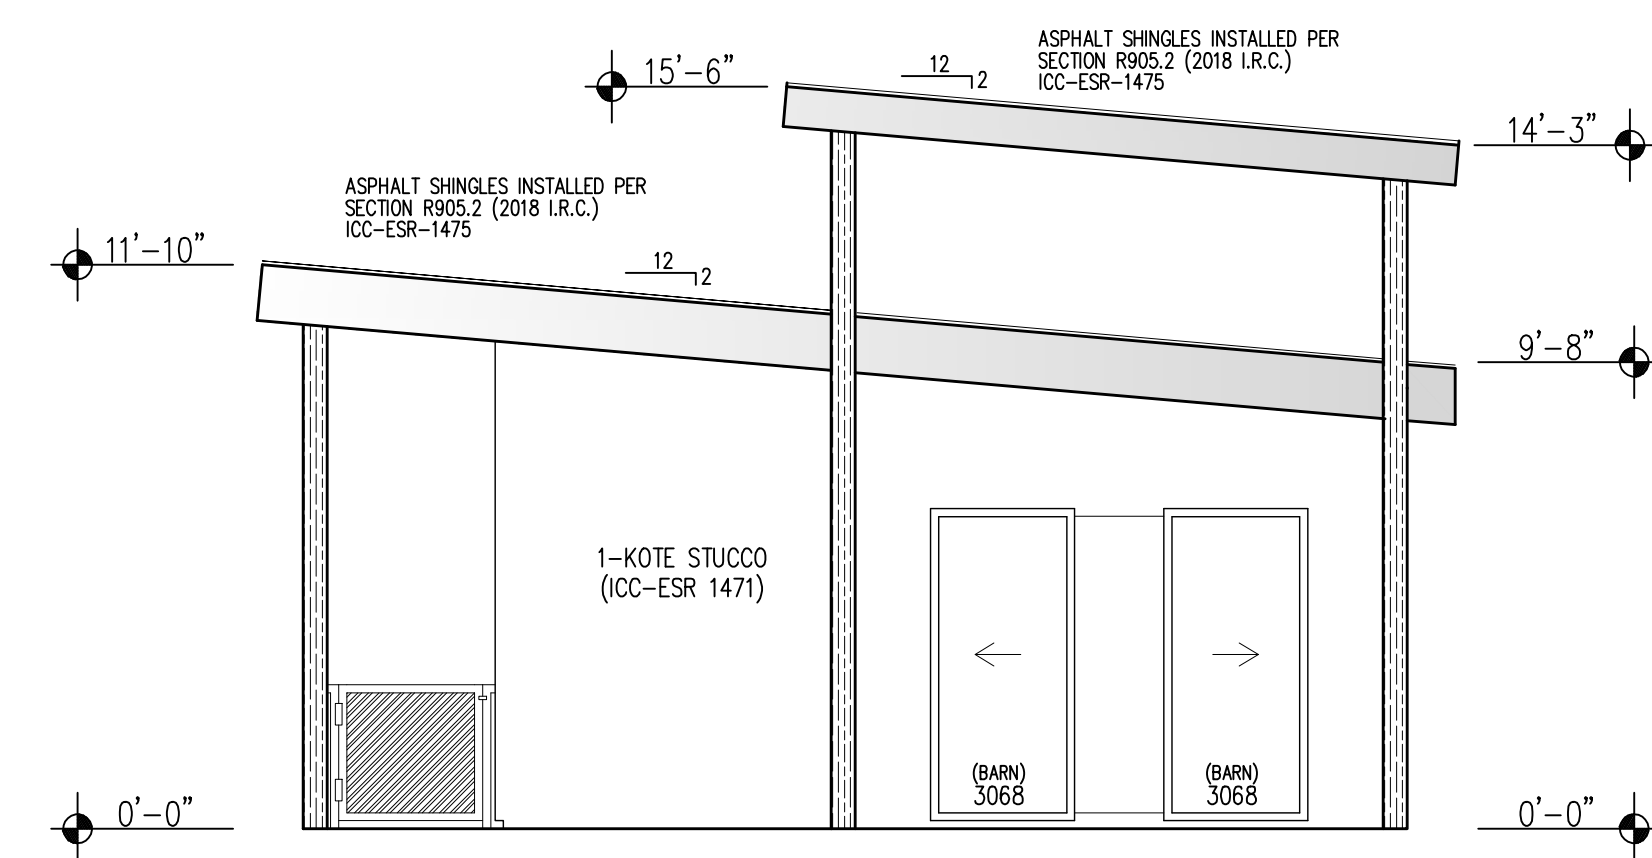 15'-6"
12
2
ASPHALT SHINGLES INSTALLED PER
SECTION R905.2 (2018 I.R.C.)
ICC-ESR-1475
14'-3"
ASPHALT SHINGLES INSTALLED PER
SECTION R905.2 (2018 I.R.C.)
ICC-ESR-1475
11'-10"
12
2
9'-8"
1-KOTE STUCCO
(ICC-ESR 1471)
(BARN)
3068
(BARN)
3068
0'-0"
0'-0"